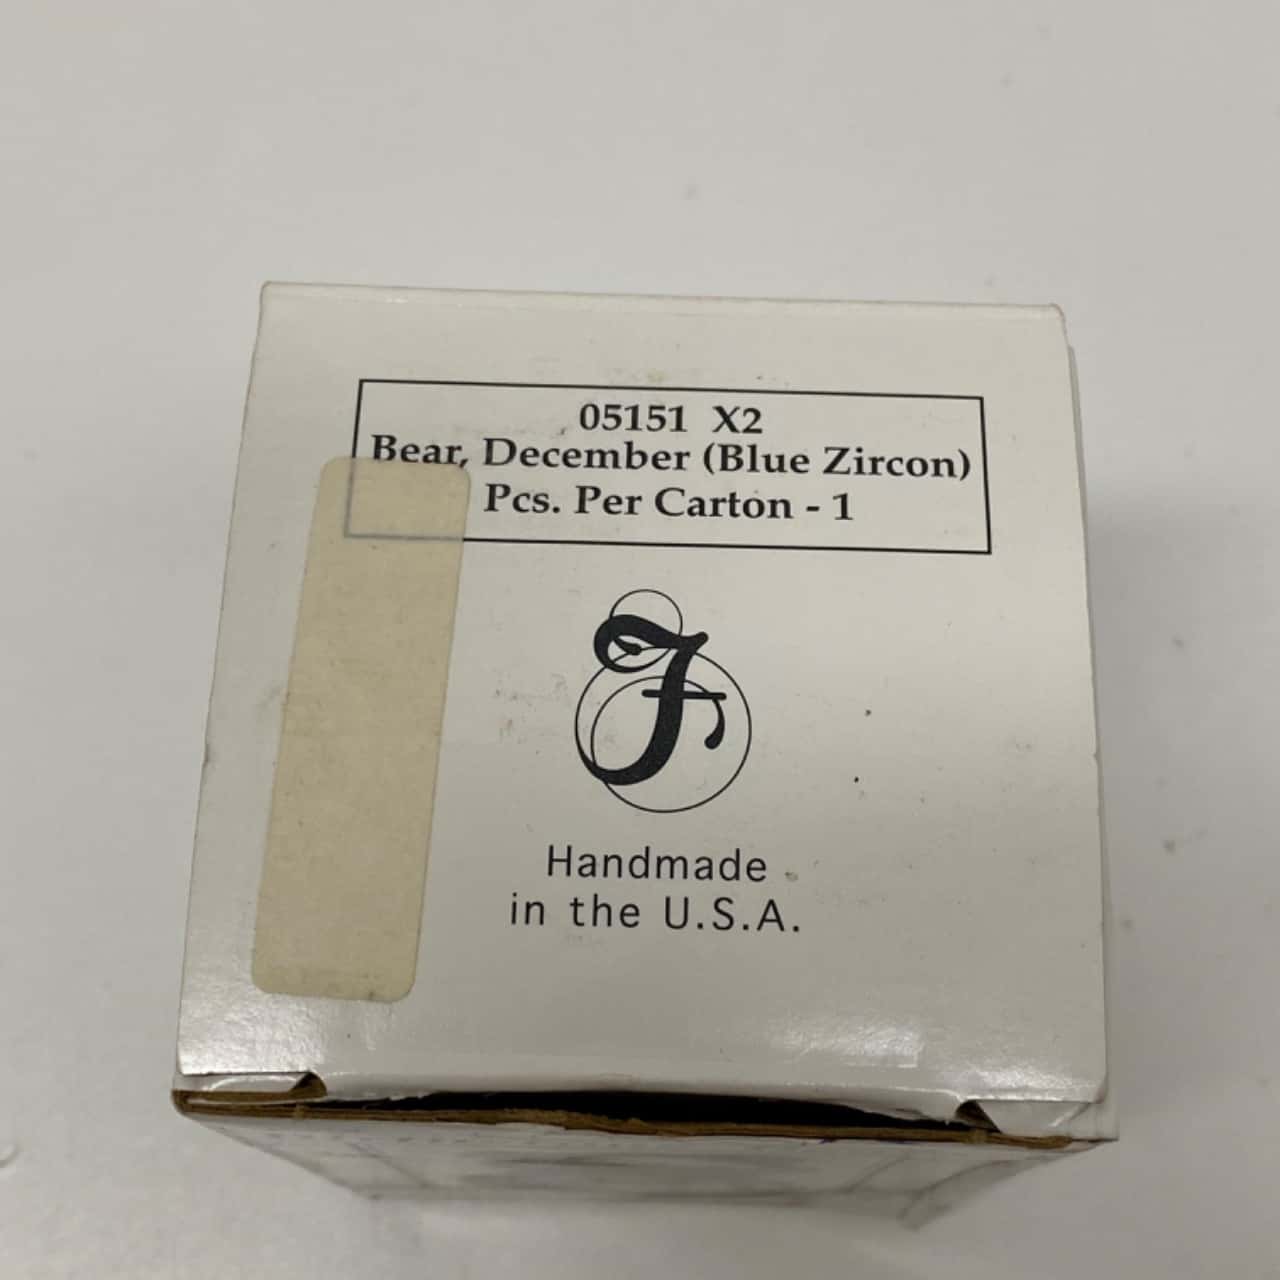 05151 X2
Bear, December (Blue Zircon)
Pcs. Per Carton - 1
F
Handmade
in the U.S.A.